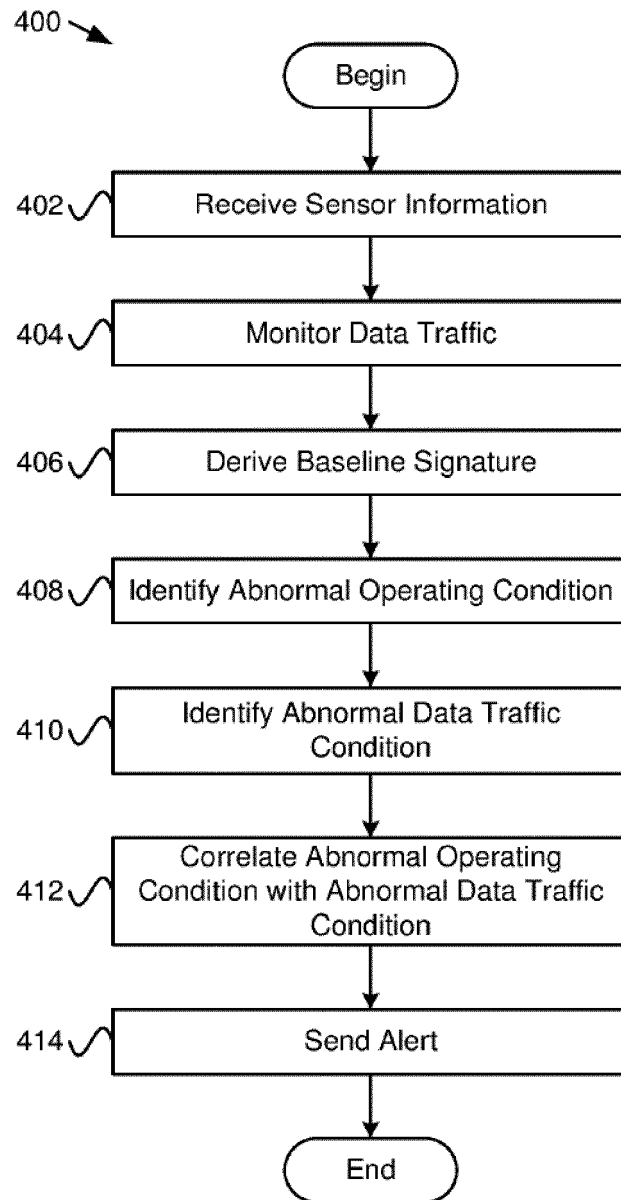 400
Begin
402
Receive Sensor Information
404
Monitor Data Traffic
406
Derive Baseline Signature
408
Identify Abnormal Operating Condition
410
Identify Abnormal Data Traffic
Condition
412
Correlate Abnormal Operating
Condition with Abnormal Data Traffic
Condition
414
Send Alert
End